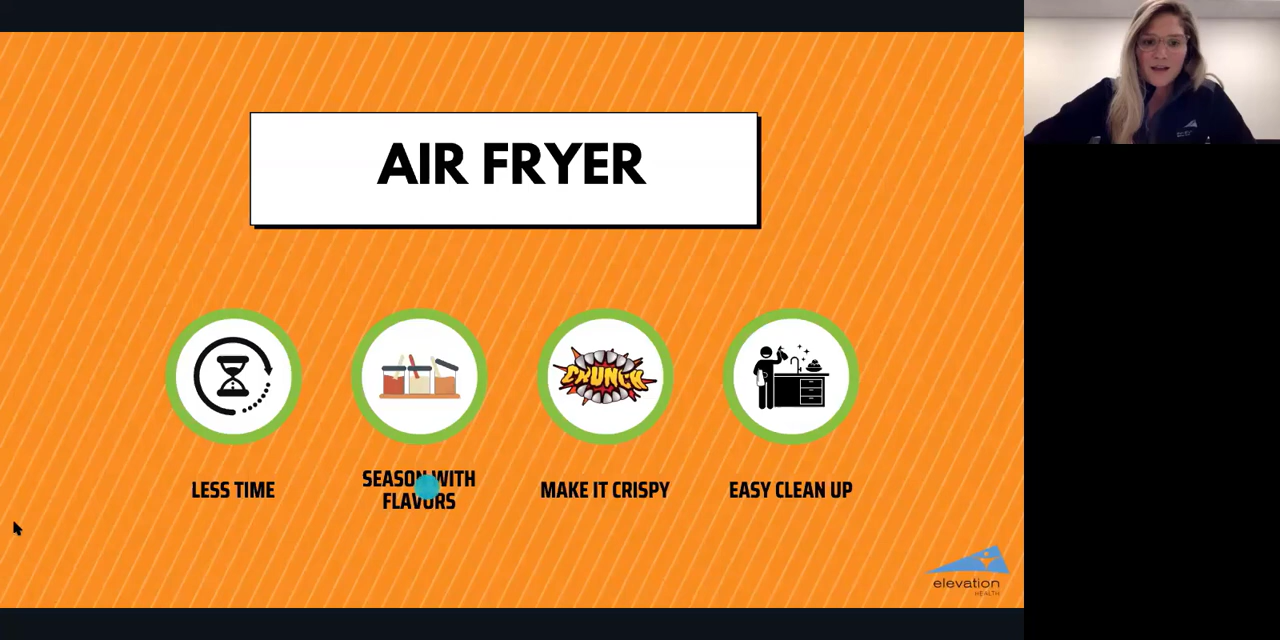 AIR FRYER
CRUNCH
LESS TIME
SEASON WITH
FLAVORS
MAKE IT CRISPY
EASY CLEAN UP
elevation
HEALTH